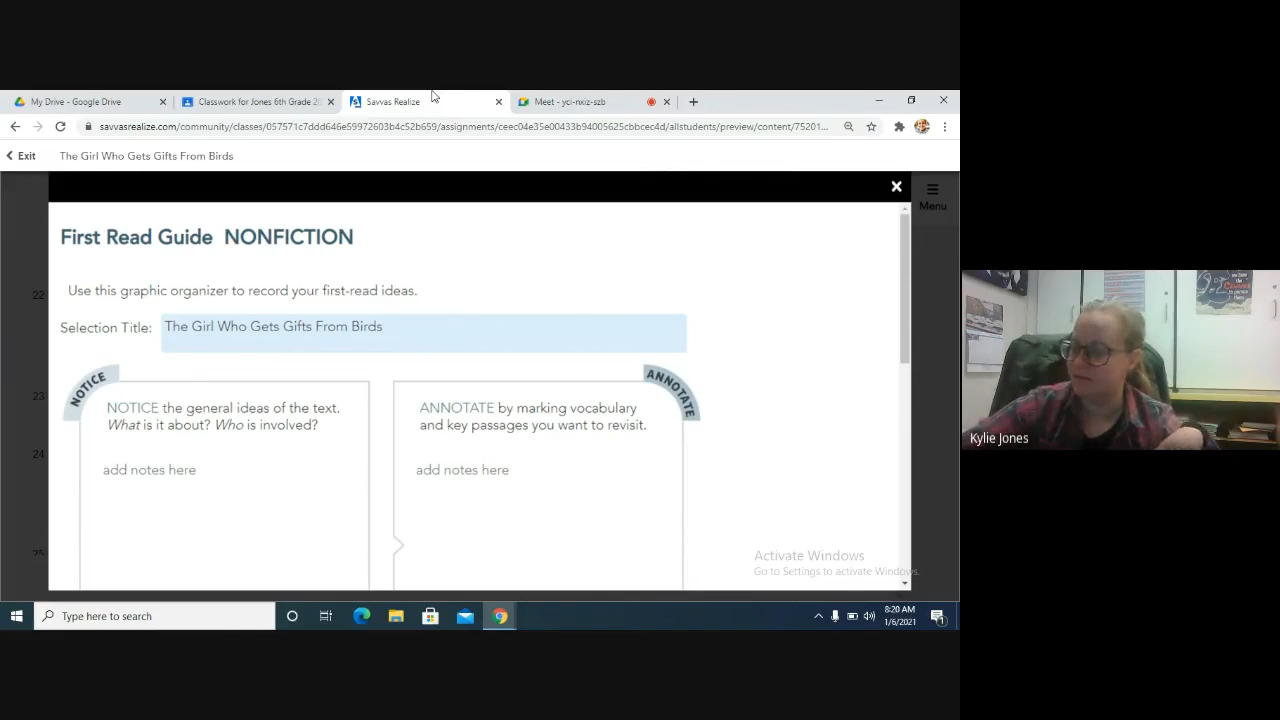 My Drive - Google Drive
Classwork for Jones 6th Grade 20
Savvas Realize
Meet - yci-nxiz-szb
savvasrealize.com/community/classes/057571c7ddd646e59972603b4c52b659/assignments/ceec04e35e00433b94005625cbbcec4d/allstudents/preview/content/75201...
Exit
The Girl Who Gets Gifts From Birds
Menu
First Read Guide NONFICTION
Use this graphic organizer to record your first-read ideas.
Selection Title: The Girl Who Gets Gifts From Birds
NOTICE
ANNOTATE
NOTICE the general ideas of the text.
What is it about? Who is involved?
add notes here
ANNOTATE by marking vocabulary
and key passages you want to revisit.
add notes here
22
23
24
25
Activate Windows
Go to Settings to activate Windows.
Type here to search
8:20 AM
1/6/2021
1
Kylie Jones